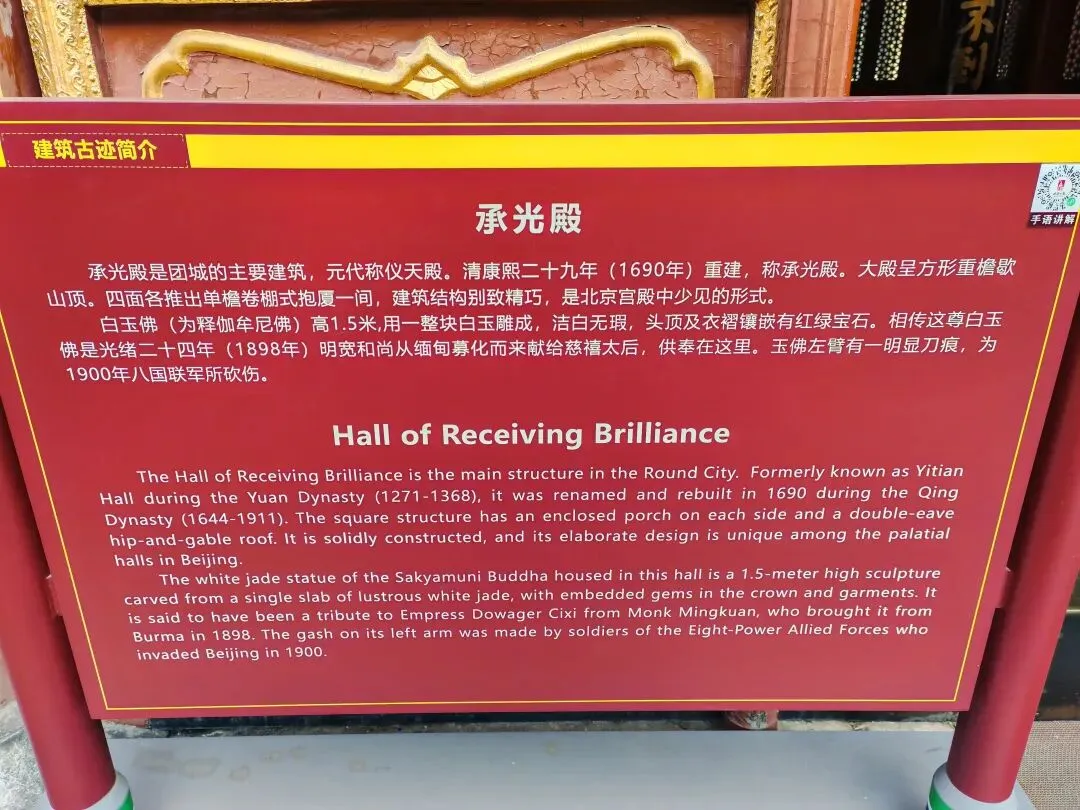 不到
建筑古迹简介
手语讲解
承光殿
承光殿是团城的主要建筑，元代称仪天殿。清康熙二十九年（1690年）重建，称承光殿。大殿呈方形重檐歇
山顶。四面各推出单檐卷棚式抱厦一间，建筑结构别致精巧，是北京宫殿中少见的形式。
白玉佛（为释伽牟尼佛）高1.5米,用一整块白玉雕成，洁白无瑕，头顶及衣褶镶嵌有红绿宝石。相传这尊白玉
佛是光绪二十四年（1898年）明宽和尚从缅甸募化而来献给慈禧太后，供奉在这里。玉佛左臂有一明显刀痕，为
1900年八国联军所砍伤。
Hall of Receiving Brilliance
The Hall of Receiving Brilliance is the main structure in the Round City. Formerly known as Yitian
Hall during the Yuan Dynasty (1271-1368), it was renamed and rebuilt in 1690 during the Qing
Dynasty (1644-1911). The square structure has an enclosed porch on each side and a double-eave
hip-and-gable roof. It is solidly constructed, and its elaborate design is unique among the palatial
halls in Beijing.
The white jade statue of the Sakyamuni Buddha housed in this hall is a 1.5-meter high sculpture
carved from a single slab of lustrous white jade, with embedded gems in the crown and garments. It
is said to have been a tribute to Empress Dowager Cixi from Monk Mingkuan, who brought it from
Burma in 1898. The gash on its left arm was made by soldiers of the Eight-Power Allied Forces who
invaded Beijing in 1900.